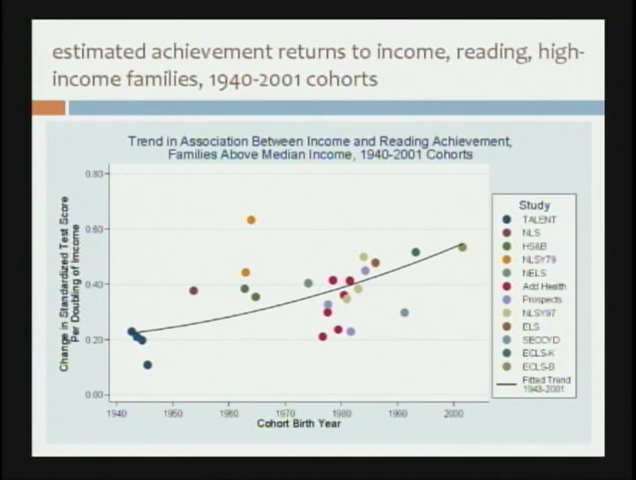 estimated achievement returns to income, reading, high-
income families, 1940-2001 cohorts
Trend in Association Between Income and Reading Achievement,
Families Above Median Income, 1940-2001 Cohorts
Change in Standardized Test Score
Per Doubling of Income
0.80
0.60
0.40
0.20
0.00
1940
1950
1960
1970
1980
1990
2000
Cohort Birth Year
Study
TALENT
NLS
HS&B
NLSY79
NELS
Add Health
Prospects
NLSY97
ELS
SECCYD
ECLS-K
ECLS-B
Fitted Trend
1943-2001